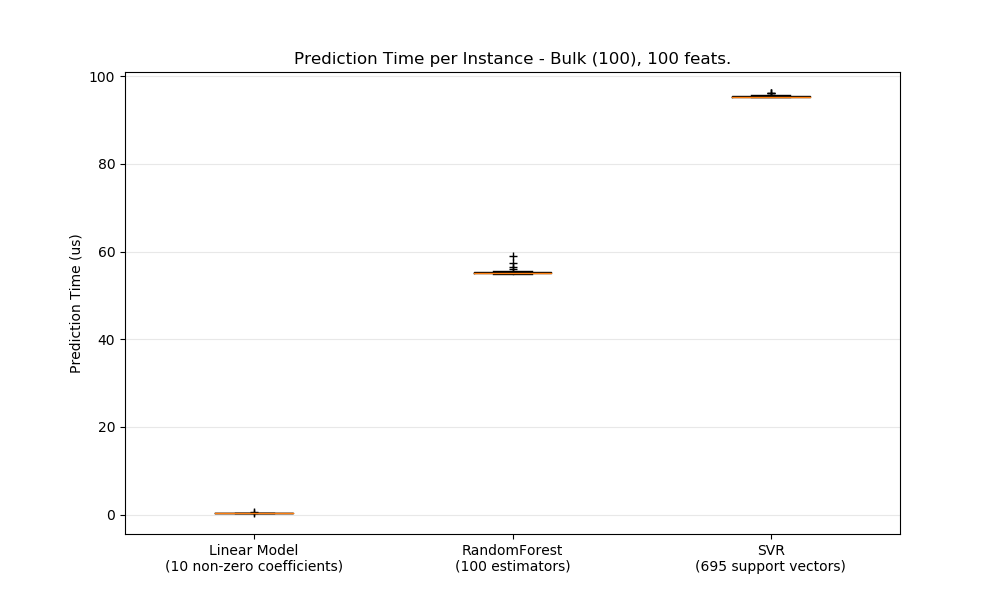 Prediction Time per Instance - Bulk (100), 100 feats.
100
80
60
40
20
0
Prediction Time (us)
Linear Model
(10 non-zero coefficients)
RandomForest
(100 estimators)
SVR
(695 support vectors)